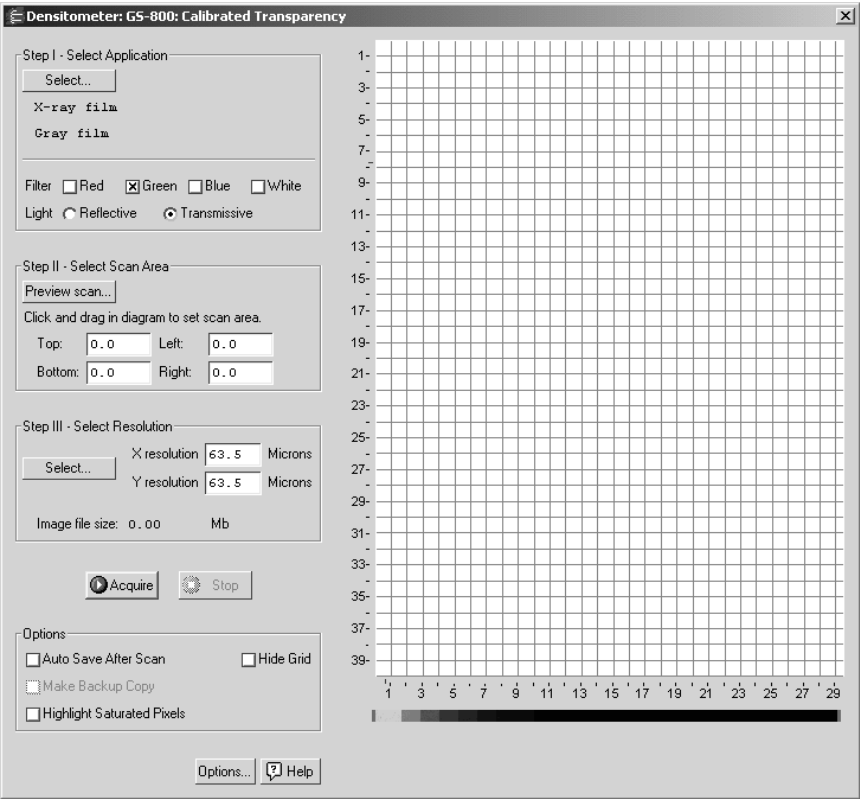 Densitometer: GS-800: Calibrated Transparency
Step I - Select Application
Select...
X-ray film
Gray film
Filter Red Green Blue White
Light Reflective Transmissive
Step II - Select Scan Area
Preview scan...
Click and drag in diagram to set scan area.
Top: 0.0 Left: 0.0
Bottom: 0.0 Right: 0.0
Step III - Select Resolution
Select...
X resolution 63.5 Microns
Y resolution 63.5 Microns
Image file size: 0.00 Mb
Acquire Stop
Options
Auto Save After Scan Hide Grid
Make Backup Copy
Highlight Saturated Pixels
Options... Help
1-
3-
5-
7-
9-
11-
13-
15-
17-
19-
21-
23-
25-
27-
29-
31-
33-
35-
37-
39-
1 3 5 7 9 11 13 15 17 19 21 23 25 27 29